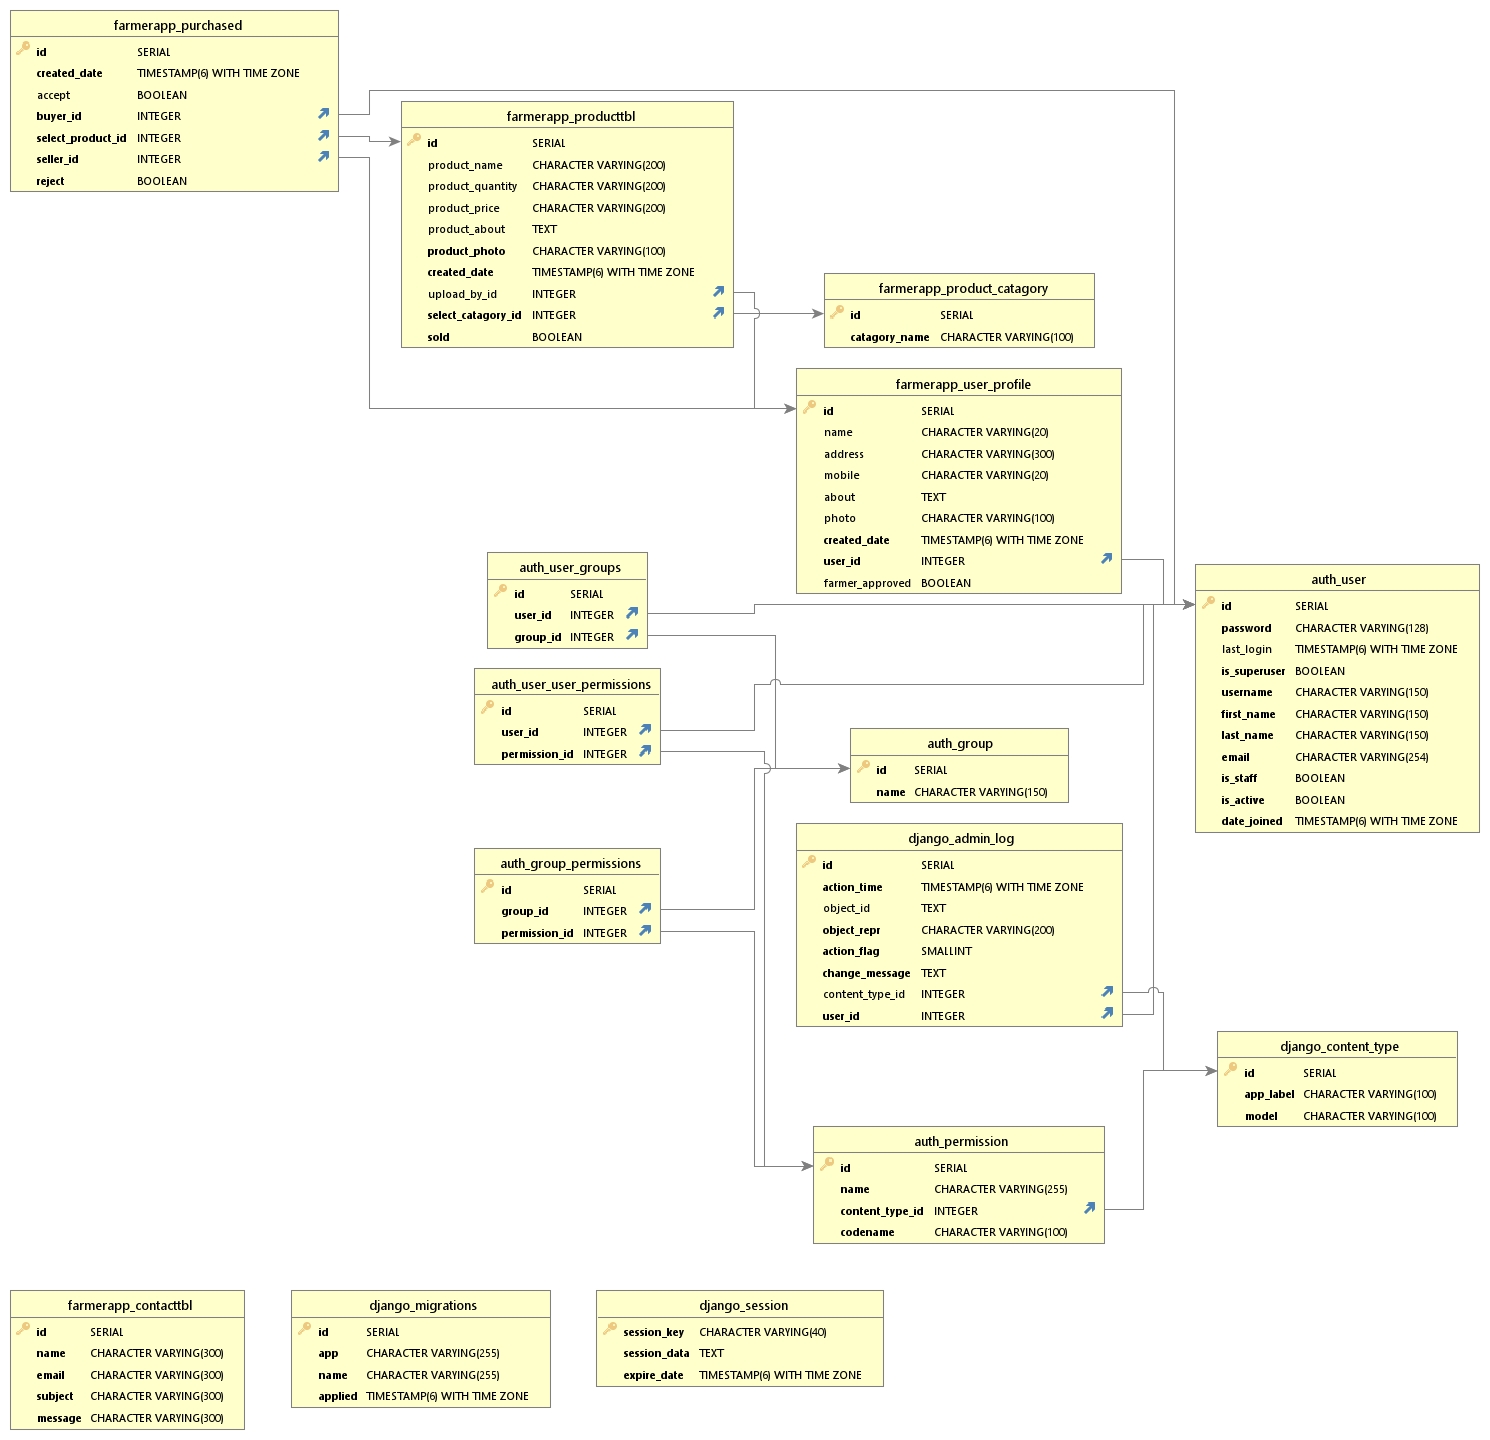 farmerapp_purchased
id SERIAL
created_date TIMESTAMP(6) WITH TIME ZONE
accept BOOLEAN
buyer_id INTEGER
select_product_id INTEGER
seller_id INTEGER
reject BOOLEAN
farmerapp_producttbl
id SERIAL
product_name CHARACTER VARYING(200)
product_quantity CHARACTER VARYING(200)
product_price CHARACTER VARYING(200)
product_about TEXT
product_photo CHARACTER VARYING(100)
created_date TIMESTAMP(6) WITH TIME ZONE
upload_by_id INTEGER
select_catagory_id INTEGER
sold BOOLEAN
farmerapp_product_catagory
id SERIAL
catagory_name CHARACTER VARYING(100)
farmerapp_user_profile
id SERIAL
name CHARACTER VARYING(20)
address CHARACTER VARYING(300)
mobile CHARACTER VARYING(20)
about TEXT
photo CHARACTER VARYING(100)
created_date TIMESTAMP(6) WITH TIME ZONE
user_id INTEGER
farmer_approved BOOLEAN
auth_user_groups
id SERIAL
user_id INTEGER
group_id INTEGER
auth_user
id SERIAL
password CHARACTER VARYING(128)
last_login TIMESTAMP(6) WITH TIME ZONE
is_superuser BOOLEAN
username CHARACTER VARYING(150)
first_name CHARACTER VARYING(150)
last_name CHARACTER VARYING(150)
email CHARACTER VARYING(254)
is_staff BOOLEAN
is_active BOOLEAN
date_joined TIMESTAMP(6) WITH TIME ZONE
auth_user_user_permissions
id SERIAL
user_id INTEGER
permission_id INTEGER
auth_group
id SERIAL
name CHARACTER VARYING(150)
auth_group_permissions
id SERIAL
group_id INTEGER
permission_id INTEGER
django_admin_log
id SERIAL
action_time TIMESTAMP(6) WITH TIME ZONE
object_id TEXT
object_repr CHARACTER VARYING(200)
action_flag SMALLINT
change_message TEXT
content_type_id INTEGER
user_id INTEGER
django_content_type
id SERIAL
app_label CHARACTER VARYING(100)
model CHARACTER VARYING(100)
auth_permission
id SERIAL
name CHARACTER VARYING(255)
content_type_id INTEGER
codename CHARACTER VARYING(100)
farmerapp_contacttbl
id SERIAL
name CHARACTER VARYING(300)
email CHARACTER VARYING(300)
subject CHARACTER VARYING(300)
message CHARACTER VARYING(300)
django_migrations
id SERIAL
app CHARACTER VARYING(255)
name CHARACTER VARYING(255)
applied TIMESTAMP(6) WITH TIME ZONE
django_session
session_key CHARACTER VARYING(40)
session_data TEXT
expire_date TIMESTAMP(6) WITH TIME ZONE